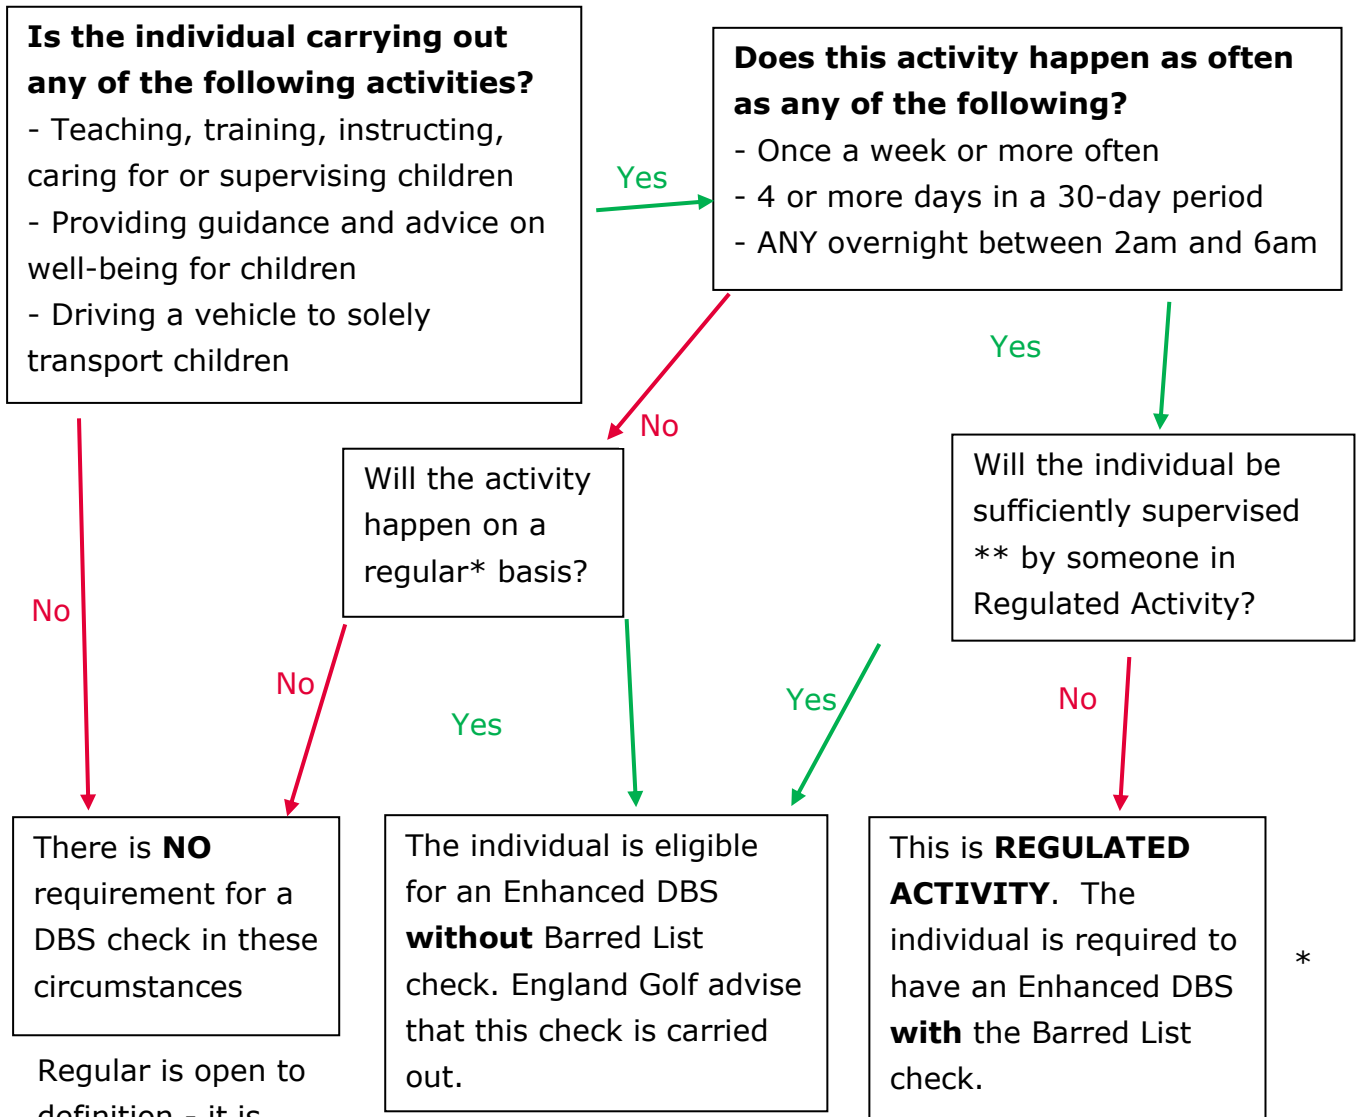 Is the individual carrying out
any of the following activities?
- Teaching, training, instructing,
caring for or supervising children
- Providing guidance and advice on
well-being for children
- Driving a vehicle to solely
transport children
Yes
Does this activity happen as often
as any of the following?
- Once a week or more often
- 4 or more days in a 30-day period
- ANY overnight between 2am and 6am
No
Yes
Will the activity
happen on a
regular* basis?
Will the individual be
sufficiently supervised
** by someone in
Regulated Activity?
No
No
Yes
Yes
No
There is NO
requirement for a
DBS check in these
circumstances
The individual is eligible
for an Enhanced DBS
without Barred List
check. England Golf advise
that this check is carried
out.
This is REGULATED
ACTIVITY. The
individual is required to
have an Enhanced DBS
with the Barred List
check.
*
Regular is open to
definition - it is